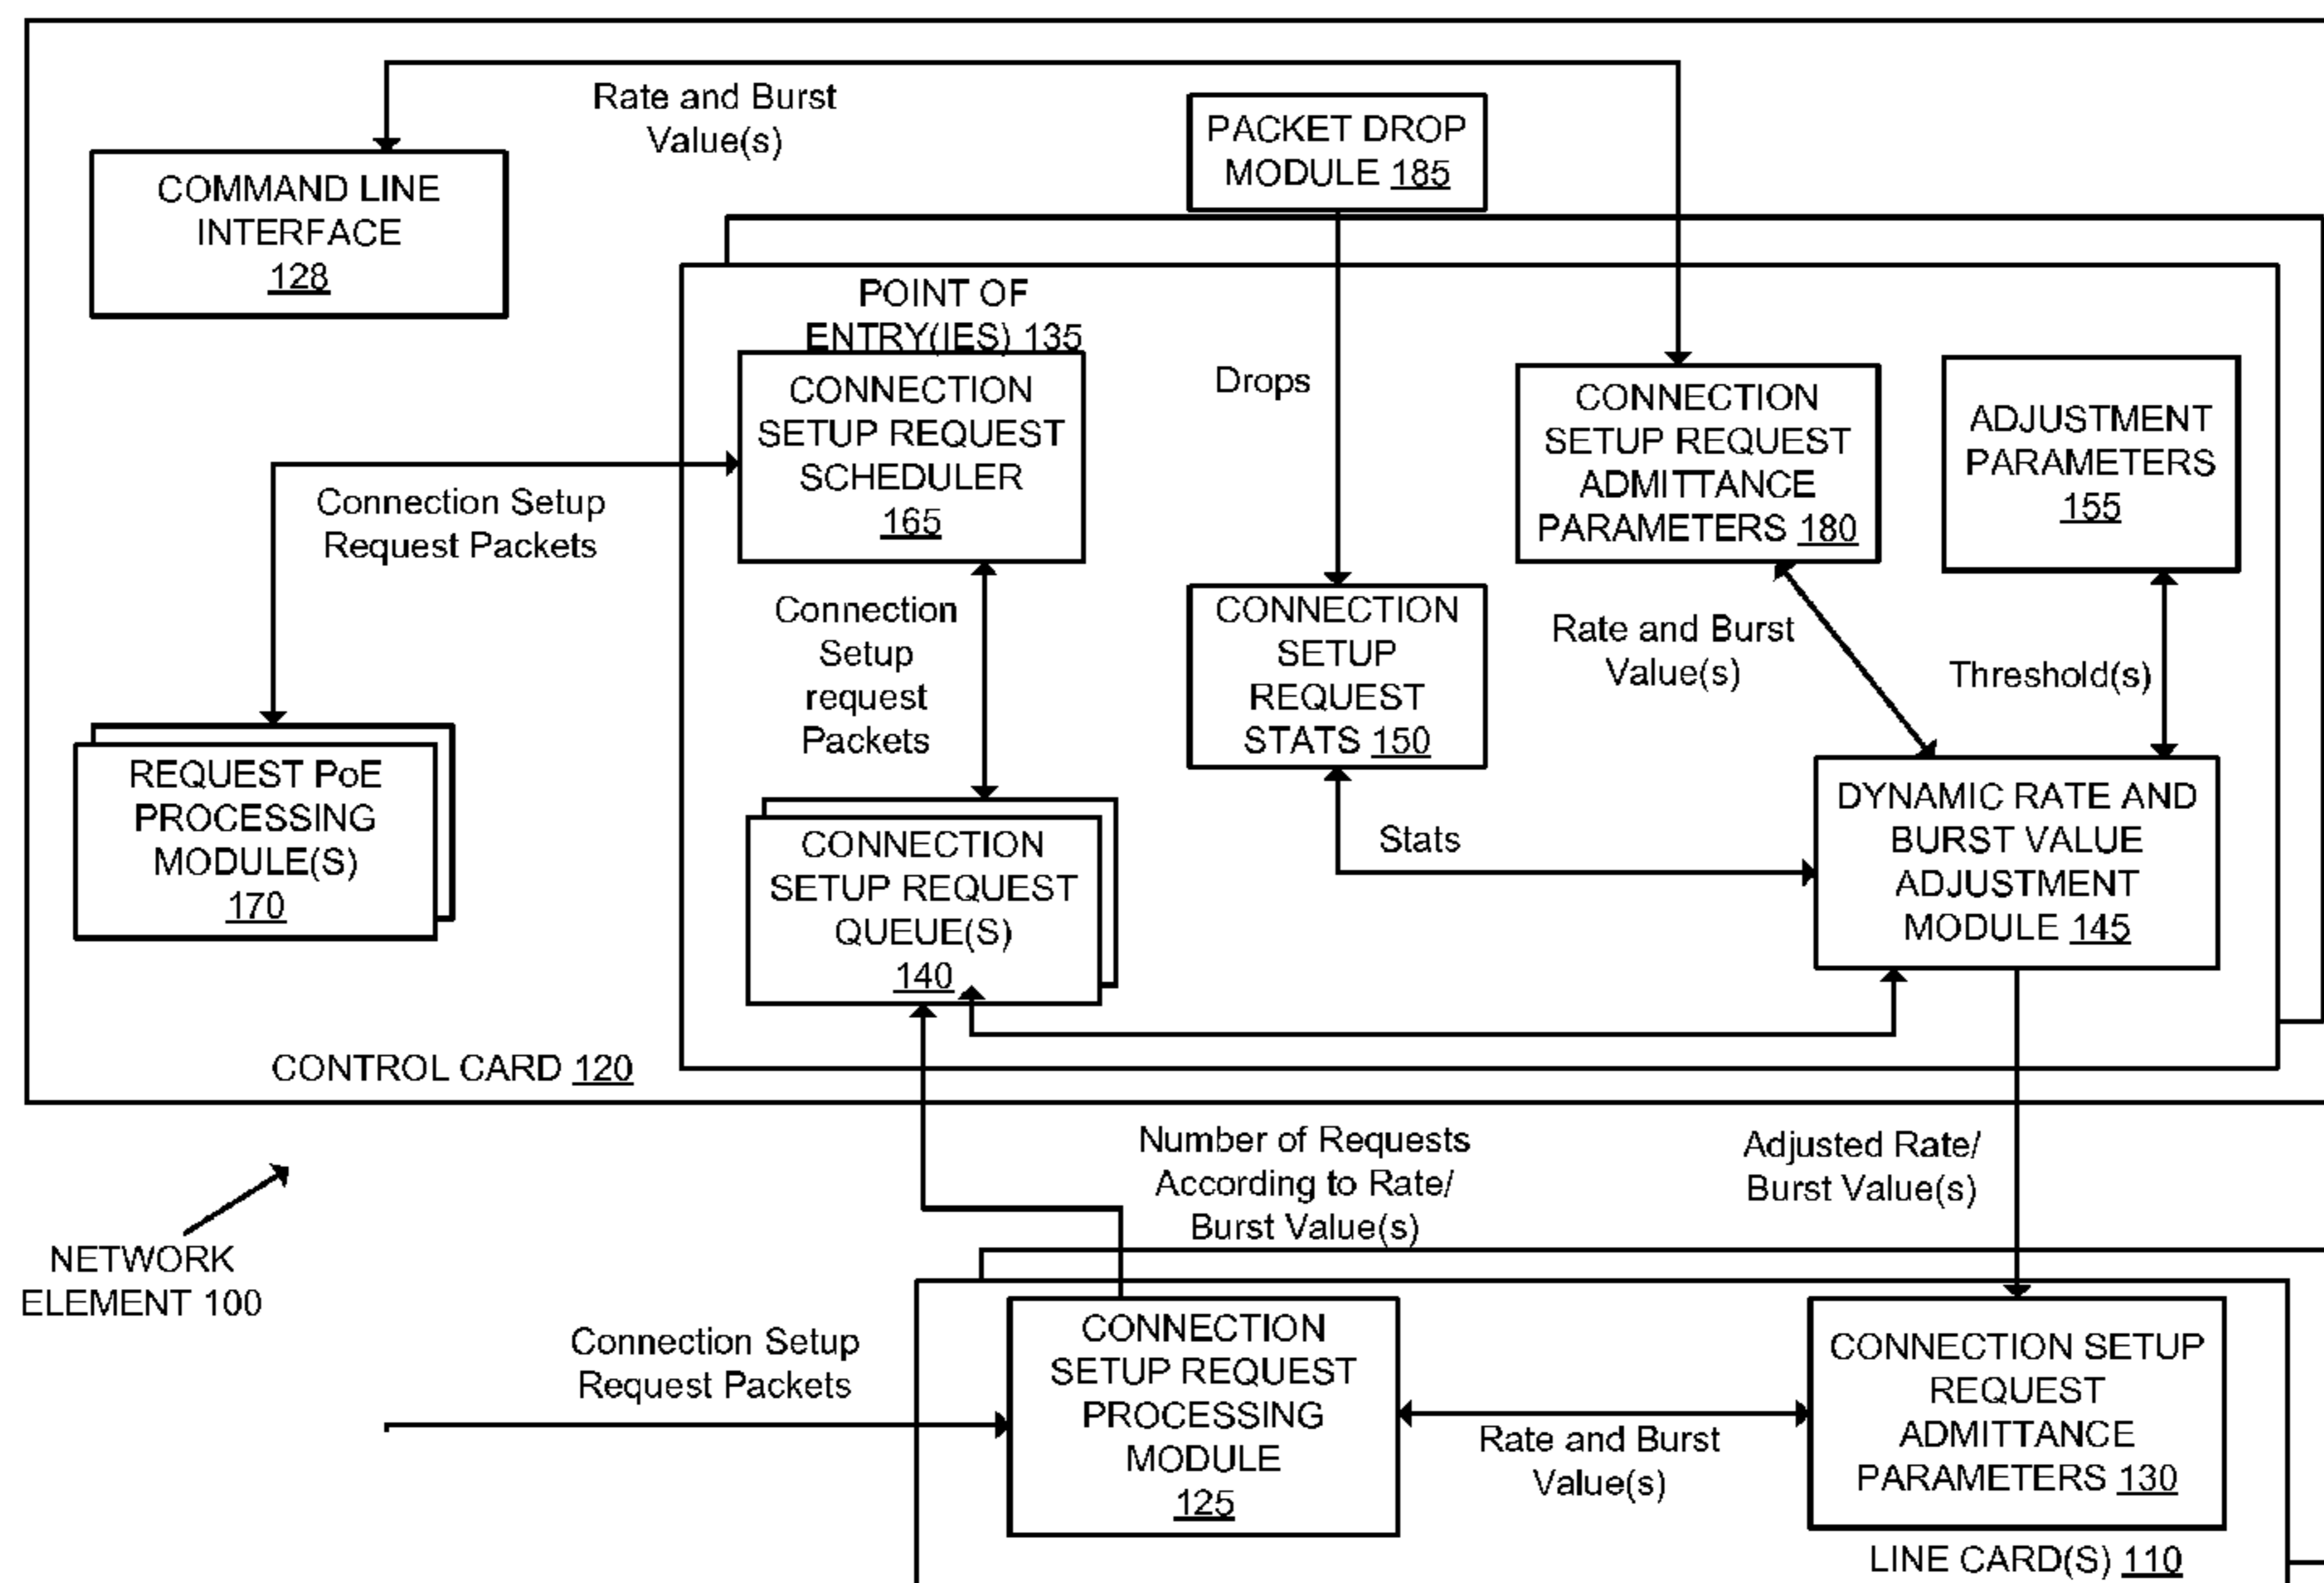 Rate and Burst
Value(s)
PACKET DROP
MODULE 185
COMMAND LINE
INTERFACE
128
POINT OF
ENTRY(IES) 135
CONNECTION
SETUP REQUEST
SCHEDULER
165
Drops
CONNECTION
SETUP REQUEST
ADMITTANCE
PARAMETERS 180
ADJUSTMENT
PARAMETERS
155
Connection Setup
Request Packets
Connection
Setup
request
Packets
CONNECTION
SETUP
REQUEST
STATS 150
Rate and Burst
Value(s)
Threshold(s)
REQUEST PoE
PROCESSING
MODULE(S)
170
CONNECTION
SETUP REQUEST
QUEUE(S)
140
Stats
DYNAMIC RATE AND
BURST VALUE
ADJUSTMENT
MODULE 145
CONTROL CARD 120
Number of Requests
According to Rate/
Burst Value(s)
Adjusted Rate/
Burst Value(s)
NETWORK
ELEMENT 100
Connection Setup
Request Packets
CONNECTION
SETUP REQUEST
PROCESSING
MODULE
125
Rate and Burst
Value(s)
CONNECTION SETUP
REQUEST
ADMITTANCE
PARAMETERS 130
LINE CARD(S) 110